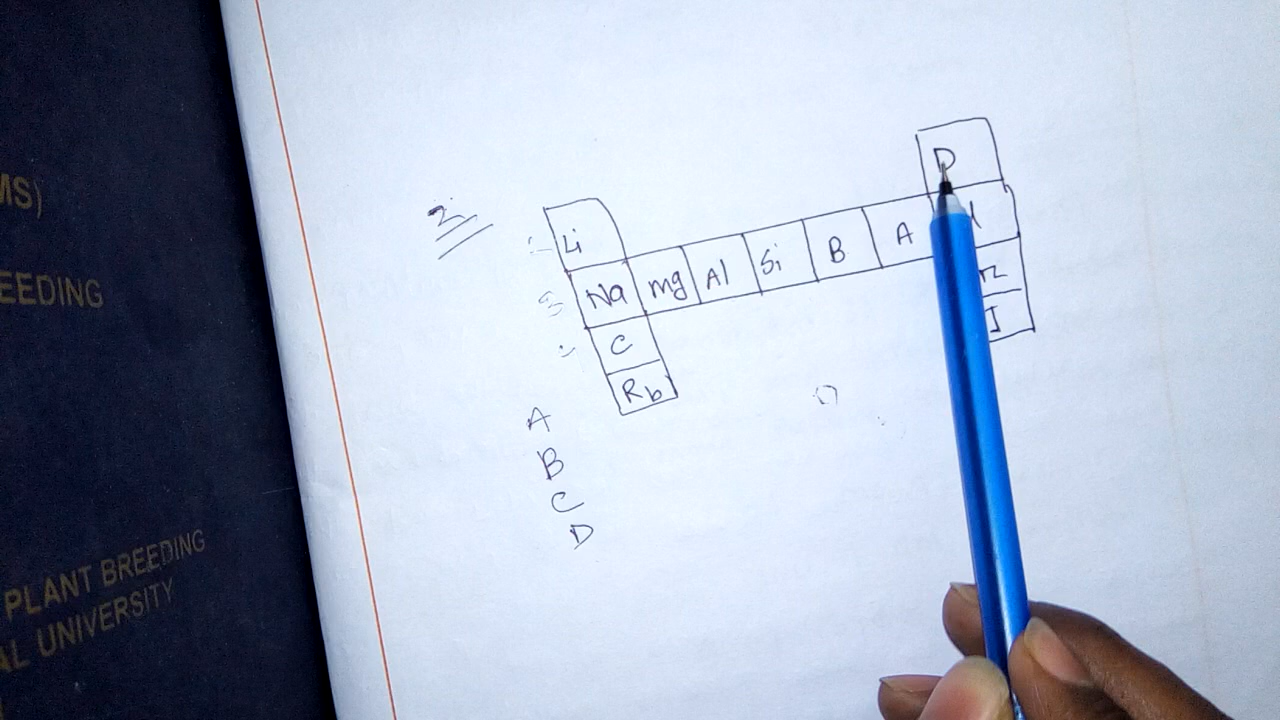 MS)
EEDING
PLANT BREEDING
AL UNIVERSITY
2.
D
Li
Na mg Al Si B A
C
Rb I
A
B
C
D